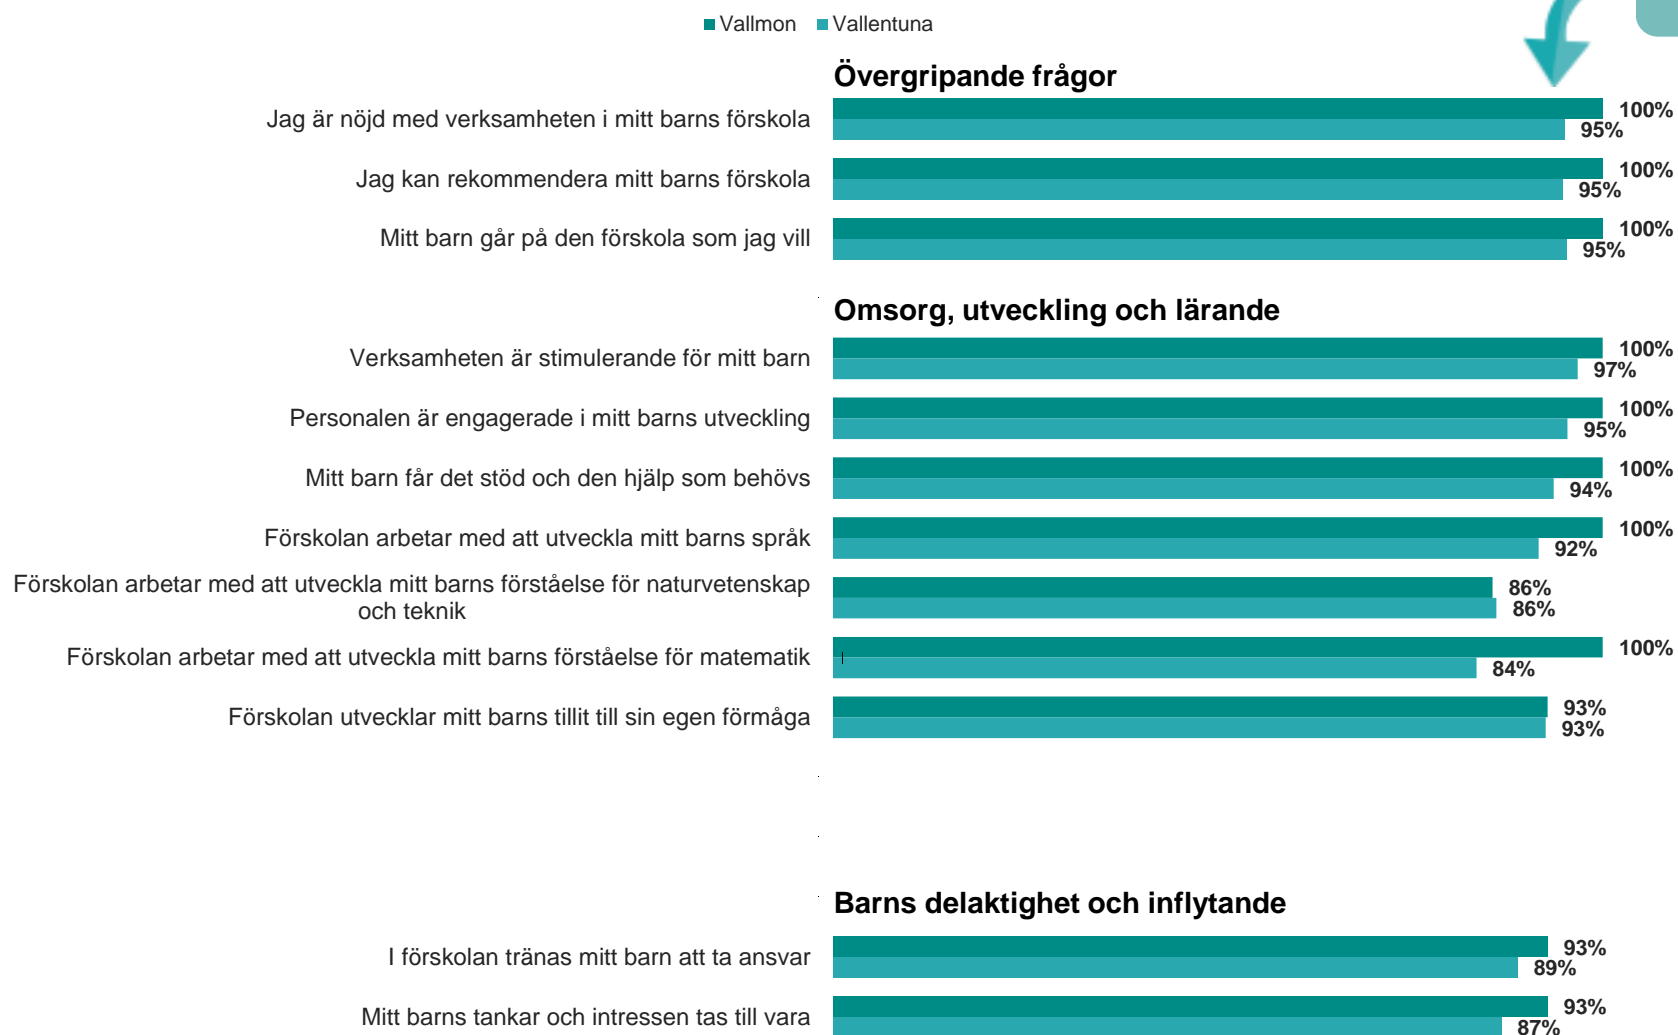 Vallmon Vallentuna
Övergripande frågor
Jag är nöjd med verksamheten i mitt barns förskola 100%
95%
Jag kan rekommendera mitt barns förskola 100%
95%
Mitt barn går på den förskola som jag vill 100%
95%
Omsorg, utveckling och lärande
Verksamheten är stimulerande för mitt barn 100%
97%
Personalen är engagerade i mitt barns utveckling 100%
95%
Mitt barn får det stöd och den hjälp som behövs 100%
94%
Förskolan arbetar med att utveckla mitt barns språk 100%
92%
Förskolan arbetar med att utveckla mitt barns förståelse för naturvetenskap
och teknik
86%
86%
Förskolan arbetar med att utveckla mitt barns förståelse för matematik 100%
84%
Förskolan utvecklar mitt barns tillit till sin egen förmåga 93%
93%
Barns delaktighet och inflytande
I förskolan tränas mitt barn att ta ansvar 93%
89%
Mitt barns tankar och intressen tas till vara 93%
87%